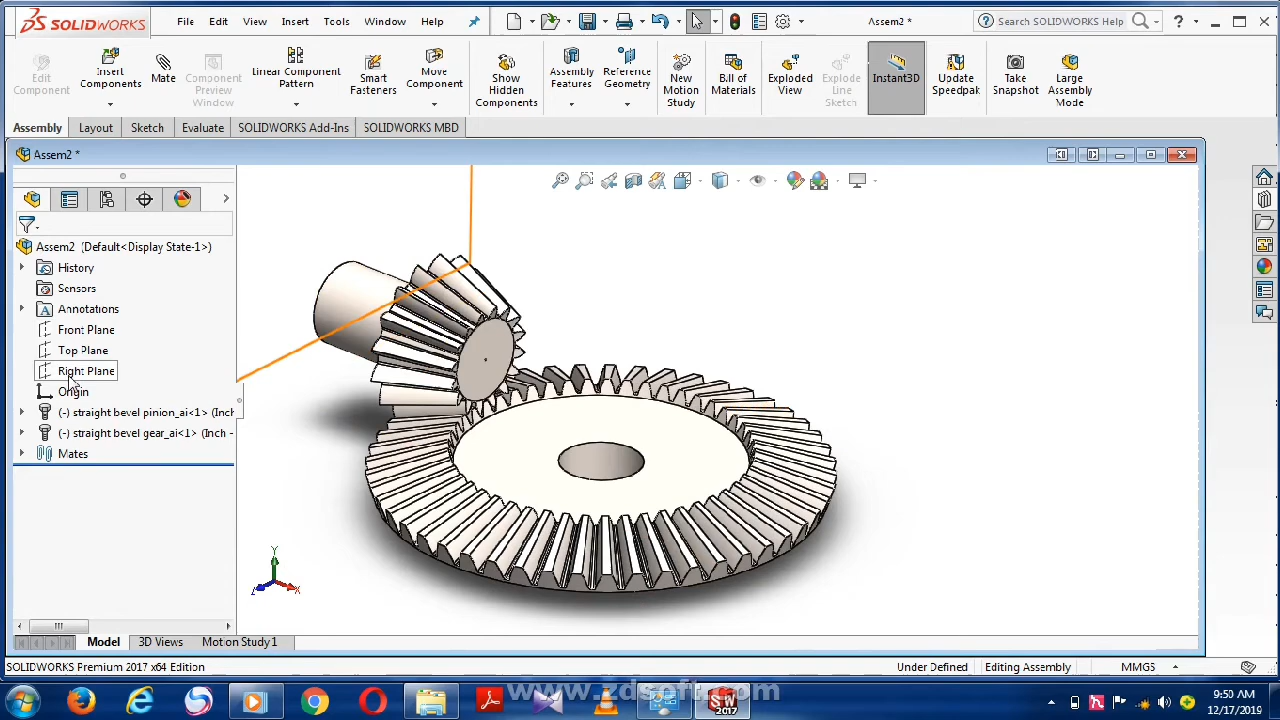 SOLIDWORKS File Edit View Insert Tools Window Help Assem2 * Search SOLIDWORKS Help ?
Edit Component
Insert Components
Mate
Component Preview Window
Linear Component Pattern
Smart Fasteners
Move Component
Show Hidden Components
Assembly Features
Reference Geometry
New Motion Study
Bill of Materials
Exploded View
Explode Line Sketch
Instant3D
Update Speedpak
Take Snapshot
Large Assembly Mode
Assembly Layout Sketch Evaluate SOLIDWORKS Add-Ins SOLIDWORKS MBD
Assem2 *
Assem2 (Default<Display State-1>)
History
Sensors
Annotations
Front Plane
Top Plane
Right Plane
Origin
(-) straight bevel pinion_ai<1> (Inch
(-) straight bevel gear_ai<1> (Inch -
Mates
Y
Z X
Model 3D Views Motion Study 1
SOLIDWORKS Premium 2017 x64 Edition Under Defined Editing Assembly MMGS
www.zdsoft.com
SW 2017
9:50 AM
12/17/2019